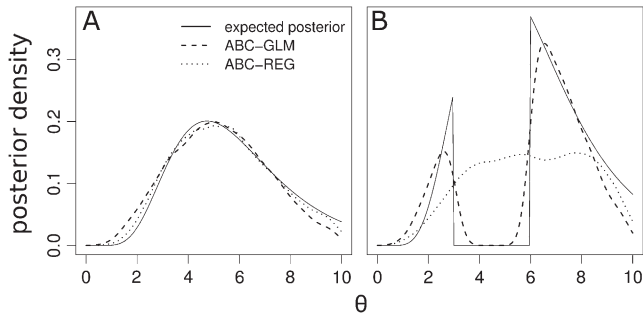 A
expected posterior
ABC−GLM
ABC−REG
B
posterior density
0.0
0.1
0.2
0.3
0 2 4 6 8 10
0 2 4 6 8 10
θ